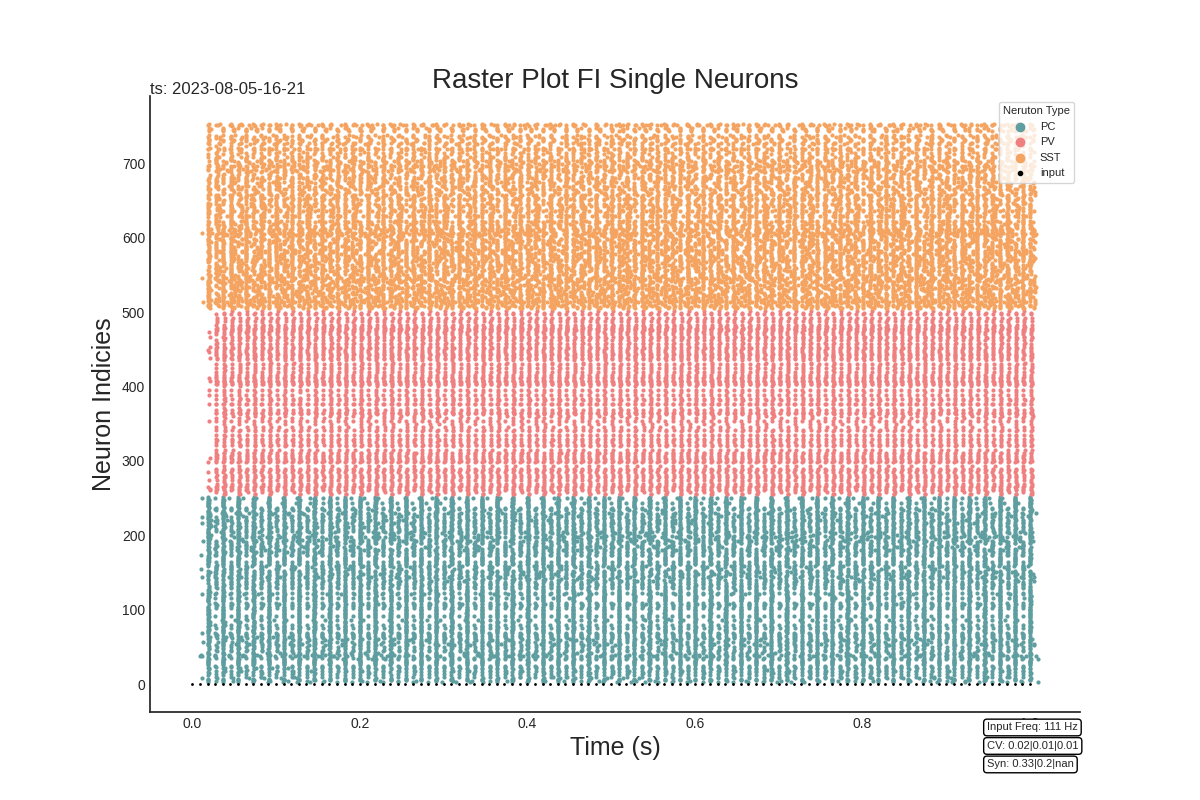 Raster Plot FI Single Neurons
ts: 2023-08-05-16-21
Neruton Type
PC
PV
SST
input
Neuron Indicies
700
600
500
400
300
200
100
0
0.0 0.2 0.4 0.6 0.8
Time (s)
Input Freq: 111 Hz
CV: 0.02|0.01|0.01
Syn: 0.33|0.2|nan